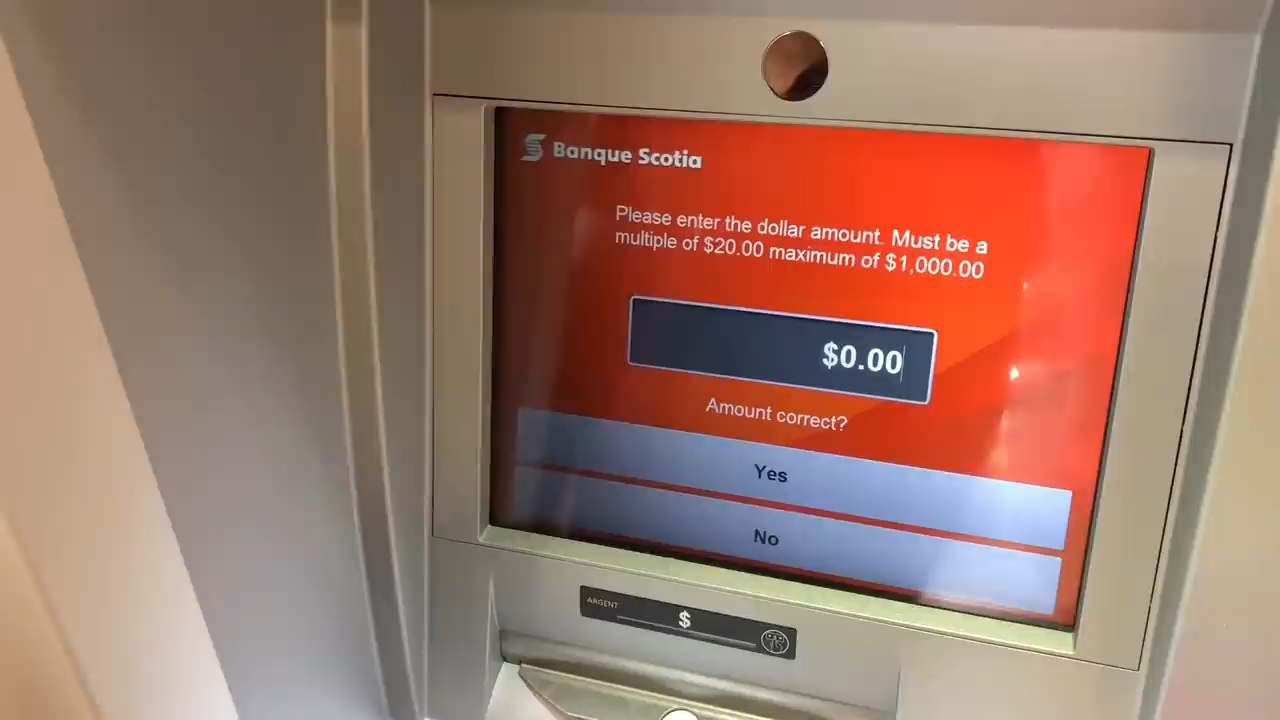 Banque Scotia
Please enter the dollar amount. Must be a
multiple of $20.00 maximum of $1,000.00
$0.00
Amount correct?
Yes
No
ARGENT
$